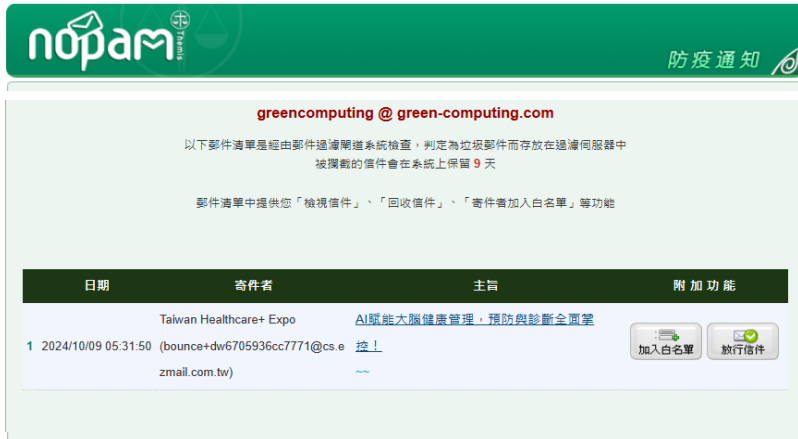 nopam
Themis
防疫通知
greencomputing @ green-computing.com
以下郵件清單是經由郵件過濾閘道系統檢查，判定為垃圾郵件而存放在過濾伺服器中
被攔截的信件會在系統上保留 9 天
郵件清單中提供您「檢視信件」、「回收信件」、「寄件者加入白名單」等功能
日期 寄件者 主旨 附加功能
Taiwan Healthcare+ Expo AI賦能大腦健康管理，預防與診斷全面掌
1 2024/10/09 05:31:50 (bounce+dw6705936cc7771@cs.e 控！ 加入白名單 放行信件
zmail.com.tw) ~~